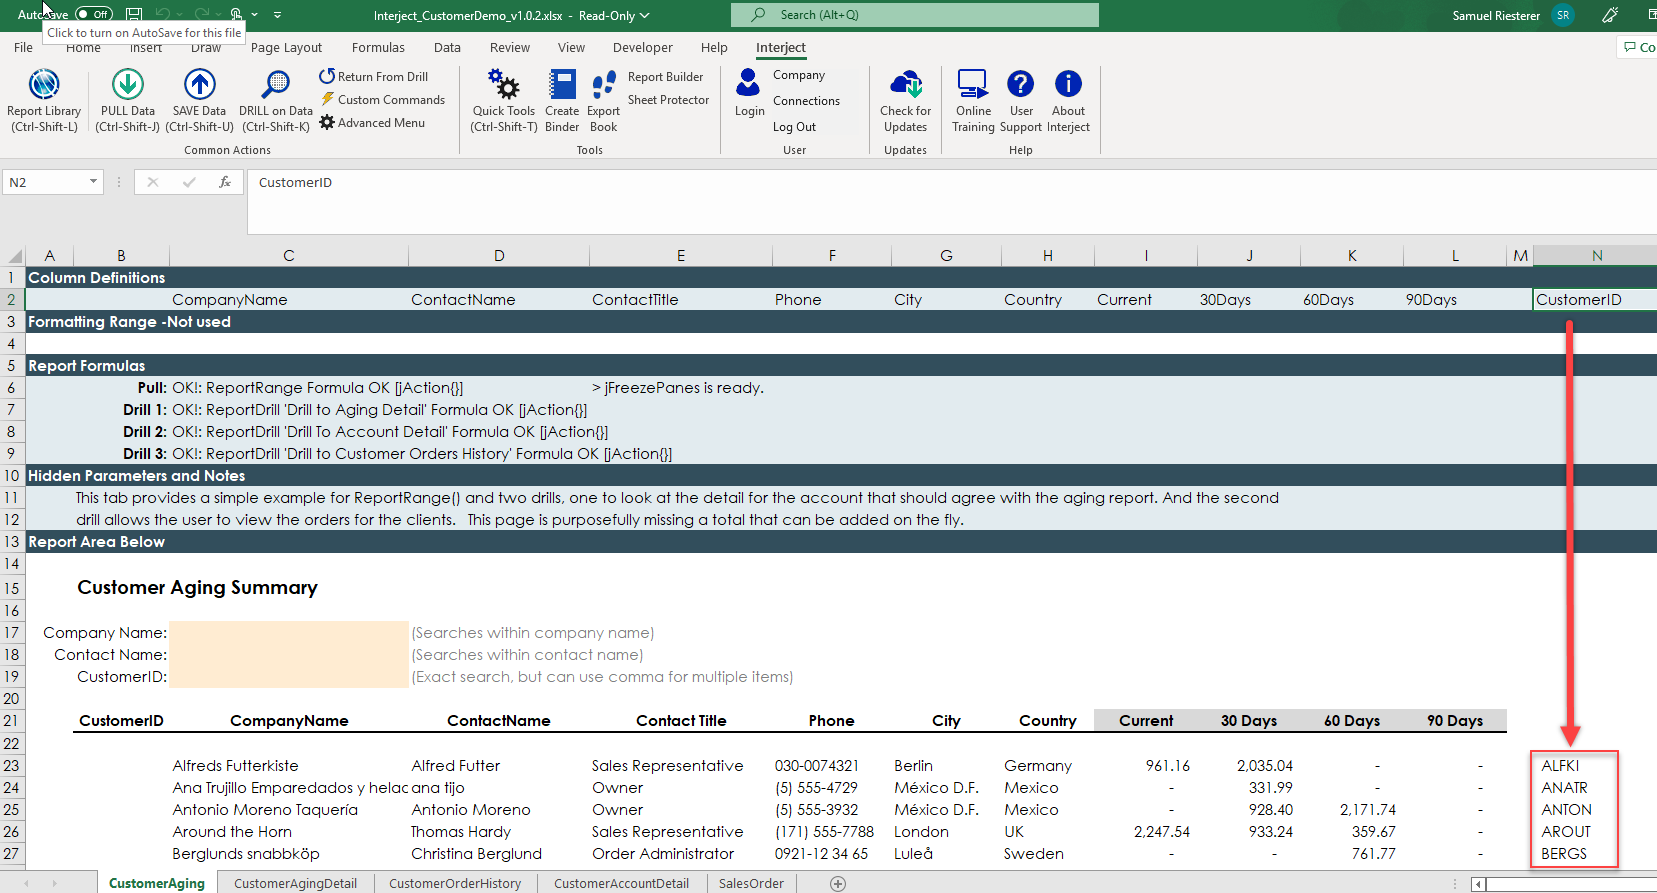 AutoSave Off Interject_CustomerDemo_v1.0.2.xlsx - Read-Only Search (Alt+Q) Samuel Riesterer SR
Click to turn on AutoSave for this file
File Home Insert Draw Page Layout Formulas Data Review View Developer Help Interject Co
Report Library (Ctrl-Shift-L)
PULL Data (Ctrl-Shift-J)
SAVE Data (Ctrl-Shift-U)
DRILL on Data (Ctrl-Shift-K)
Return From Drill
Custom Commands
Advanced Menu
Common Actions
Quick Tools (Ctrl-Shift-T)
Create Binder
Export Book
Report Builder
Sheet Protector
Tools
Login
Company
Connections
Log Out
User
Check for Updates
Updates
Online Training
User Support
About Interject
Help
N2 fx CustomerID
A B C D E F G H I J K L M N
1 Column Definitions
2 CompanyName ContactName ContactTitle Phone City Country Current 30Days 60Days 90Days CustomerID
3 Formatting Range -Not used
4
5 Report Formulas
6 Pull: OK!: ReportRange Formula OK [jAction{}] > jFreezePanes is ready.
7 Drill 1: OK!: ReportDrill 'Drill to Aging Detail' Formula OK [jAction{}]
8 Drill 2: OK!: ReportDrill 'Drill To Account Detail' Formula OK [jAction{}]
9 Drill 3: OK!: ReportDrill 'Drill to Customer Orders History' Formula OK [jAction{}]
10 Hidden Parameters and Notes
11 This tab provides a simple example for ReportRange() and two drills, one to look at the detail for the account that should agree with the aging report. And the second
12 drill allows the user to view the orders for the clients. This page is purposefully missing a total that can be added on the fly.
13 Report Area Below
14
15 Customer Aging Summary
16
17 Company Name: (Searches within company name)
18 Contact Name: (Searches within contact name)
19 CustomerID: (Exact search, but can use comma for multiple items)
20
21 CustomerID CompanyName ContactName Contact Title Phone City Country Current 30 Days 60 Days 90 Days
22
23 Alfreds Futterkiste Alfred Futter Sales Representative 030-0074321 Berlin Germany 961.16 2,035.04 - - ALFKI
24 Ana Trujillo Emparedados y helac ana tijo Owner (5) 555-4729 México D.F. Mexico - 331.99 - - ANATR
25 Antonio Moreno Taquería Antonio Moreno Owner (5) 555-3932 México D.F. Mexico - 928.40 2,171.74 - ANTON
26 Around the Horn Thomas Hardy Sales Representative (171) 555-7788 London UK 2,247.54 933.24 359.67 - AROUT
27 Berglunds snabbköp Christina Berglund Order Administrator 0921-12 34 65 Luleå Sweden - - 761.77 - BERGS
CustomerAging CustomerAgingDetail CustomerOrderHistory CustomerAccountDetail SalesOrder